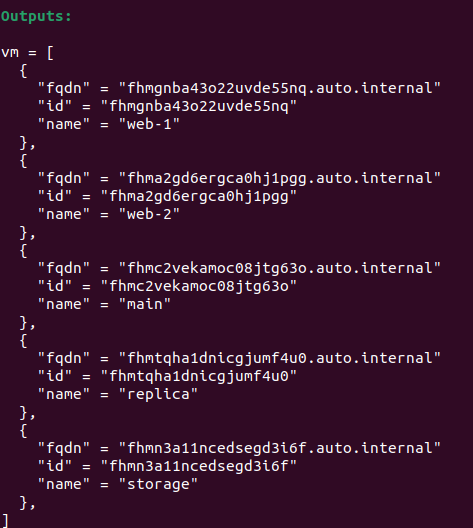 Outputs:
vm = [
  {
    "fqdn" = "fhmgnba43o22uvde55nq.auto.internal"
    "id" = "fhmgnba43o22uvde55nq"
    "name" = "web-1"
  },
  {
    "fqdn" = "fhma2gd6ergca0hj1pgg.auto.internal"
    "id" = "fhma2gd6ergca0hj1pgg"
    "name" = "web-2"
  },
  {
    "fqdn" = "fhmc2vekamoc08jtg63o.auto.internal"
    "id" = "fhmc2vekamoc08jtg63o"
    "name" = "main"
  },
  {
    "fqdn" = "fhmtqha1dnicgjumf4u0.auto.internal"
    "id" = "fhmtqha1dnicgjumf4u0"
    "name" = "replica"
  },
  {
    "fqdn" = "fhmn3a11ncedsegd3i6f.auto.internal"
    "id" = "fhmn3a11ncedsegd3i6f"
    "name" = "storage"
  },
]